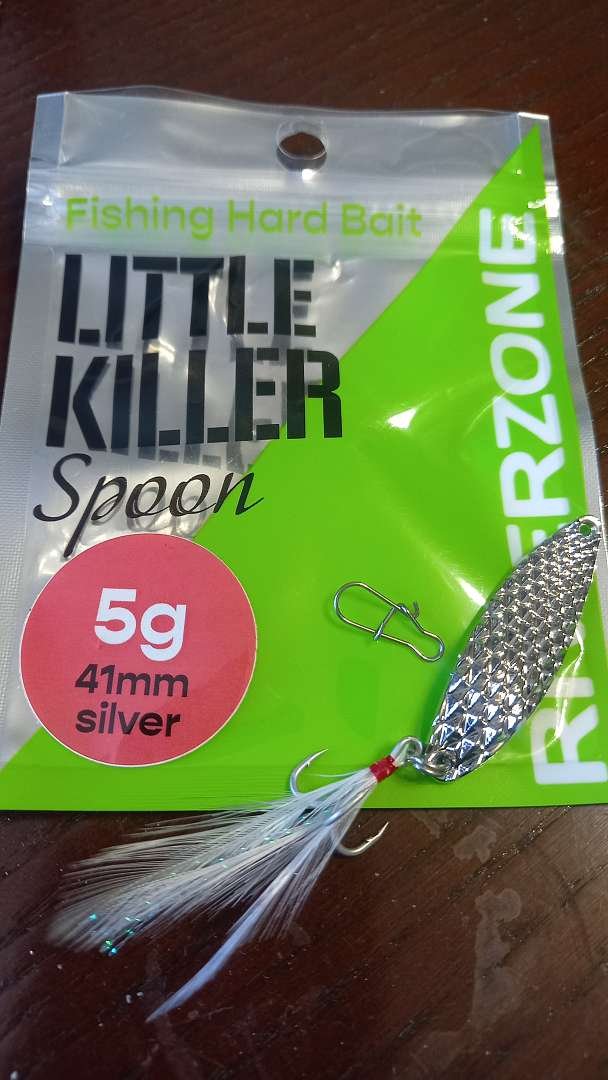 Fishing Hard Bait
LITTLE
KILLER
Spoon
5g
41mm
silver